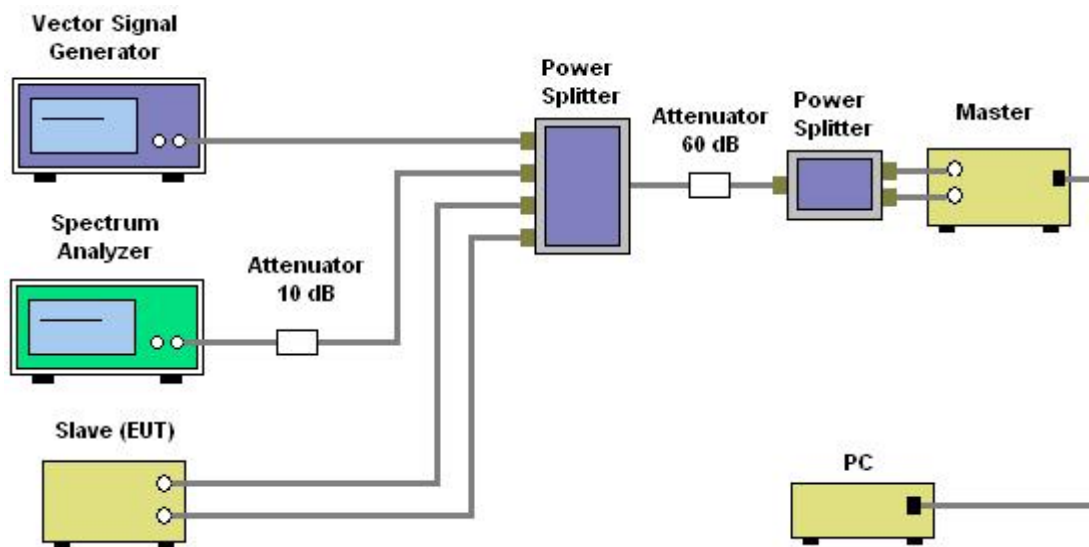 Vector Signal
Generator
Power
Splitter
Attenuator
60 dB
Power
Splitter
Master
Spectrum
Analyzer
Attenuator
10 dB
Slave (EUT)
PC